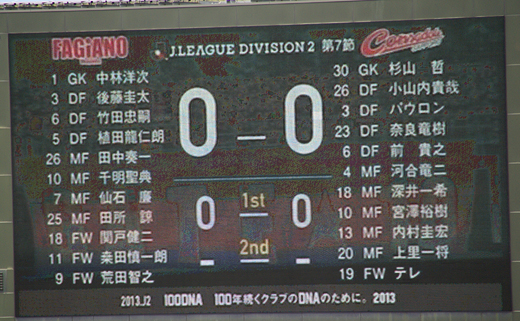 FAGiANO
J.LEAGUE DIVISION 2 第7節
Consa
1 GK 中林洋次
3 DF 後藤圭太
6 DF 竹田忠嗣
5 DF 植田龍仁朗
26 MF 田中奏一
10 MF 千明聖典
7 MF 仙石 廉
25 MF 田所 諒
18 FW 関戸健二
11 FW 桑田慎一朗
9 FW 荒田智之
0 - 0
0 1st 0
- 2nd -
30 GK 杉山 哲
26 DF 小山内貴哉
3 DF パウロン
23 DF 奈良竜樹
6 DF 前 貴之
4 MF 河合竜二
18 MF 深井一希
10 MF 宮澤裕樹
13 MF 内村圭宏
20 MF 上里一将
19 FW テレ
2013.J2 100DNA 100年続くクラブのDNAのために。 2013